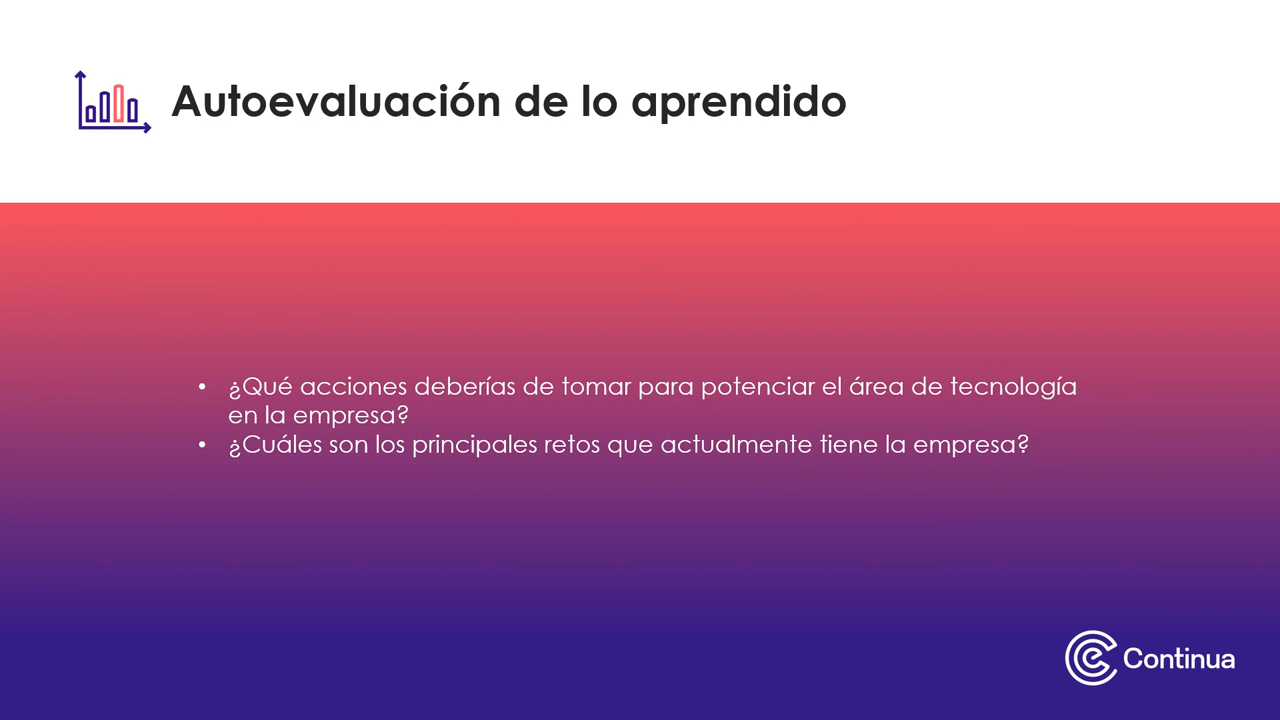 Autoevaluación de lo aprendido
• ¿Qué acciones deberías de tomar para potenciar el área de tecnología
en la empresa?
• ¿Cuáles son los principales retos que actualmente tiene la empresa?
Continua